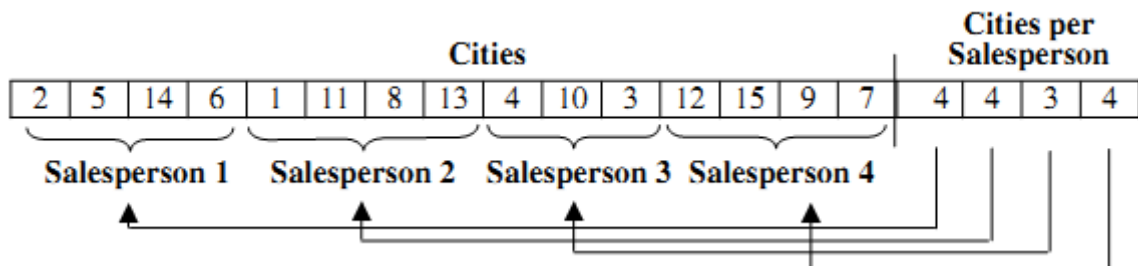 Cities per
Salesperson
Cities
2 5 14 6 1 11 8 13 4 10 3 12 15 9 7 4 4 3 4
Salesperson 1 Salesperson 2 Salesperson 3 Salesperson 4